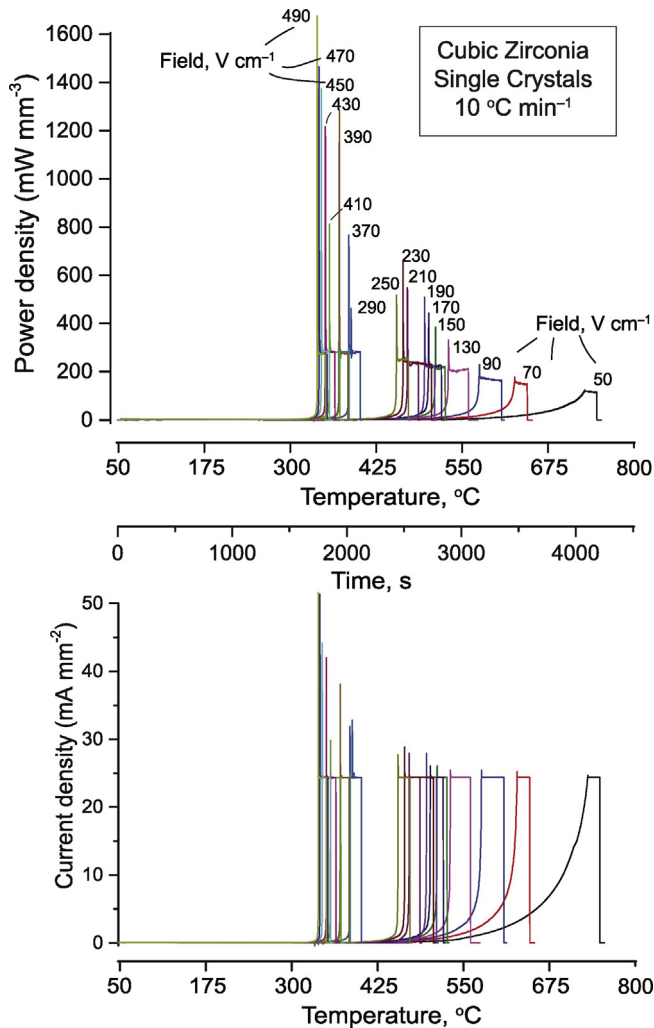 490
1600
Field, V cm⁻¹
470
450
Cubic Zirconia
Single Crystals
10 °C min⁻¹
1400
430
1200
390
1000
410
800
370
230
600
250
210
190
290
170
150
Field, V cm⁻¹
400
130
90
70
50
200
0
Power density (mW mm⁻³)
50 175 300 425 550 675 800
Temperature, °C
0 1000 2000 3000 4000
Time, s
50
40
30
20
10
0
Current density (mA mm⁻²)
50 175 300 425 550 675 800
Temperature, °C